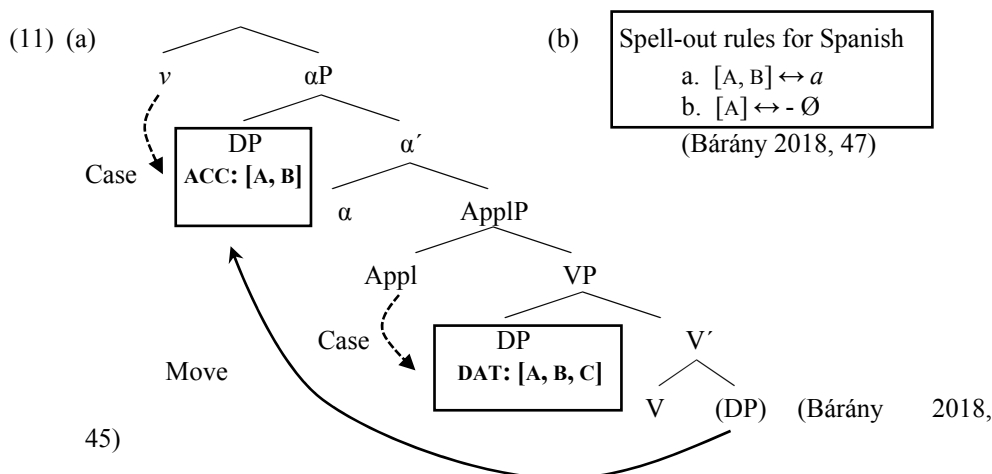 (11) (a)
(b)
Spell-out rules for Spanish
v αP
a. [A, B] ↔ a
b. [A] ↔ - Ø
DP α´
(Bárány 2018, 47)
Case ACC: [A, B]
α ApplP
Appl VP
Case DP V´
Move DAT: [A, B, C]
V (DP) (Bárány 2018,
45)